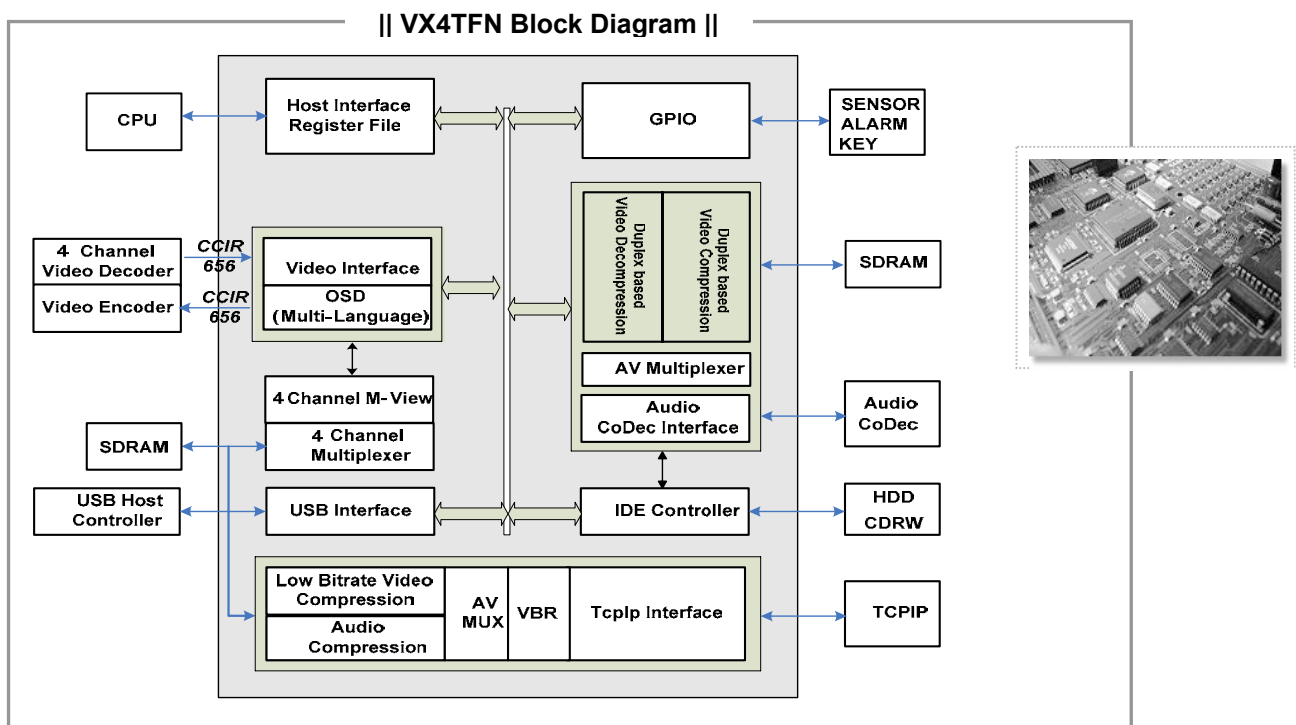 || VX4TFN Block Diagram ||
CPU
Host Interface
Register File
GPIO
SENSOR
ALARM
KEY
4 Channel
Video Decoder
Video Encoder
CCIR
656
CCIR
656
Video Interface
OSD
(Multi-Language)
Duplex based
Video Decompression
Duplex based
Video Compression
SDRAM
AV Multiplexer
Audio
CoDec Interface
Audio
CoDec
4 Channel M-View
4 Channel
Multiplexer
SDRAM
USB Host
Controller
USB Interface
IDE Controller
HDD
CDRW
Low Bitrate Video
Compression
Audio
Compression
AV
MUX
VBR
TcpIp Interface
TCPIP